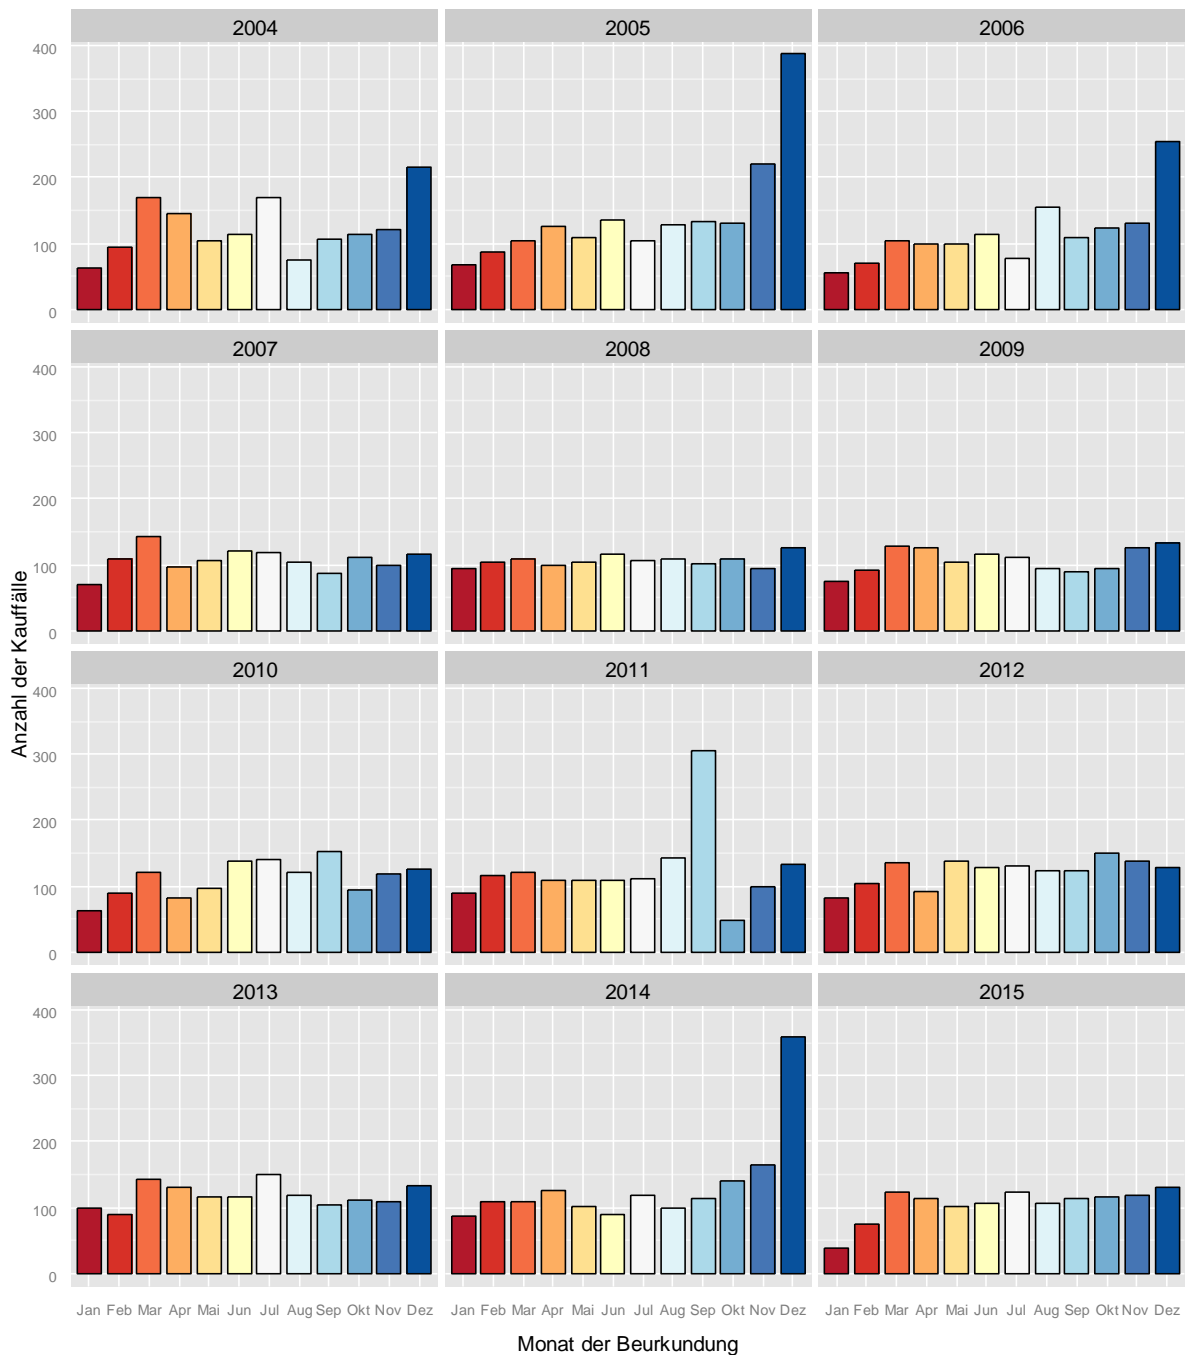 2004 2005 2006
400
300
200
100
0
2007 2008 2009
400
300
200
100
0
2010 2011 2012
400
300
200
100
0
2013 2014 2015
400
300
200
100
0
Jan Feb Mar Apr Mai Jun Jul Aug Sep Okt Nov Dez Jan Feb Mar Apr Mai Jun Jul Aug Sep Okt Nov Dez Jan Feb Mar Apr Mai Jun Jul Aug Sep Okt Nov Dez
Monat der Beurkundung
Anzahl der Kauffälle